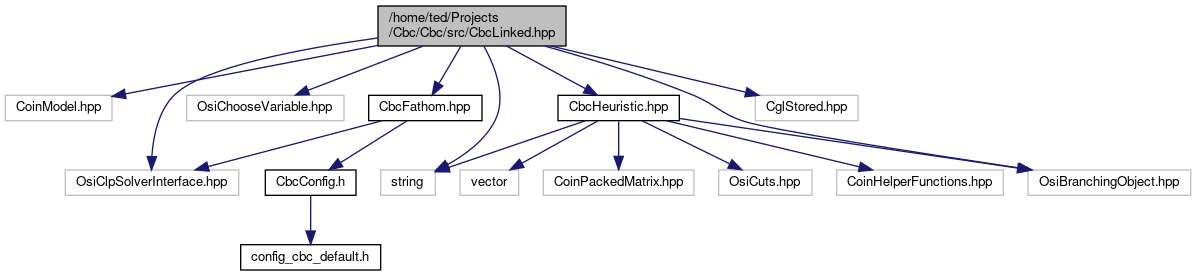 /home/ted/Projects
/Cbc/Cbc/src/CbcLinked.hpp
CoinModel.hpp
OsiChooseVariable.hpp
CbcFathom.hpp
CbcHeuristic.hpp
CglStored.hpp
OsiClpSolverInterface.hpp
CbcConfig.h
string
vector
CoinPackedMatrix.hpp
OsiCuts.hpp
CoinHelperFunctions.hpp
OsiBranchingObject.hpp
config_cbc_default.h